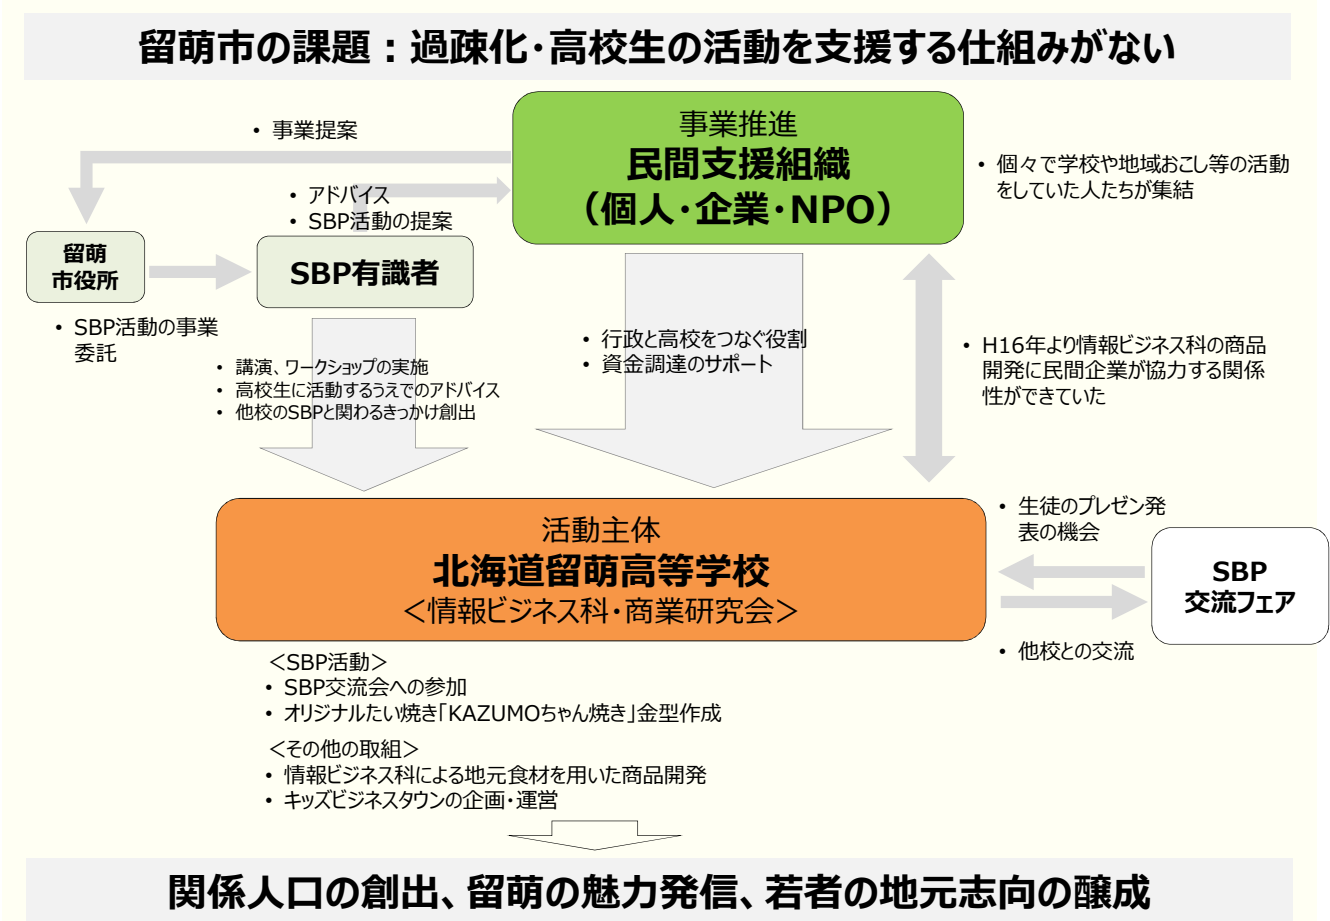 留萌市の課題：過疎化・高校生の活動を支援する仕組みがない
事業推進
民間支援組織
（個人・企業・NPO）
• 事業提案
• 個々で学校や地域おこし等の活動
をしていた人たちが集結
• アドバイス
• SBP活動の提案
留萌
市役所
SBP有識者
• SBP活動の事業
委託
• 行政と高校をつなぐ役割
• 資金調達のサポート
• H16年より情報ビジネス科の商品
開発に民間企業が協力する関係
性ができていた
• 講演、ワークショップの実施
• 高校生に活動するうえでのアドバイス
• 他校のSBPと関わるきっかけ創出
活動主体
北海道留萌高等学校
＜情報ビジネス科・商業研究会＞
• 生徒のプレゼン発
表の機会
SBP
交流フェア
• 他校との交流
＜SBP活動＞
• SBP交流会への参加
• オリジナルたい焼き「KAZUMOちゃん焼き」金型作成
＜その他の取組＞
• 情報ビジネス科による地元食材を用いた商品開発
• キッズビジネスタウンの企画・運営
関係人口の創出、留萌の魅力発信、若者の地元志向の醸成